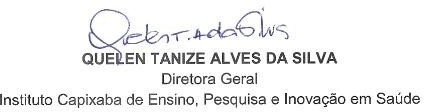 QUELEN TANIZE ALVES DA SILVA
Diretora Geral
Instituto Capixaba de Ensino, Pesquisa e Inovação em Saúde